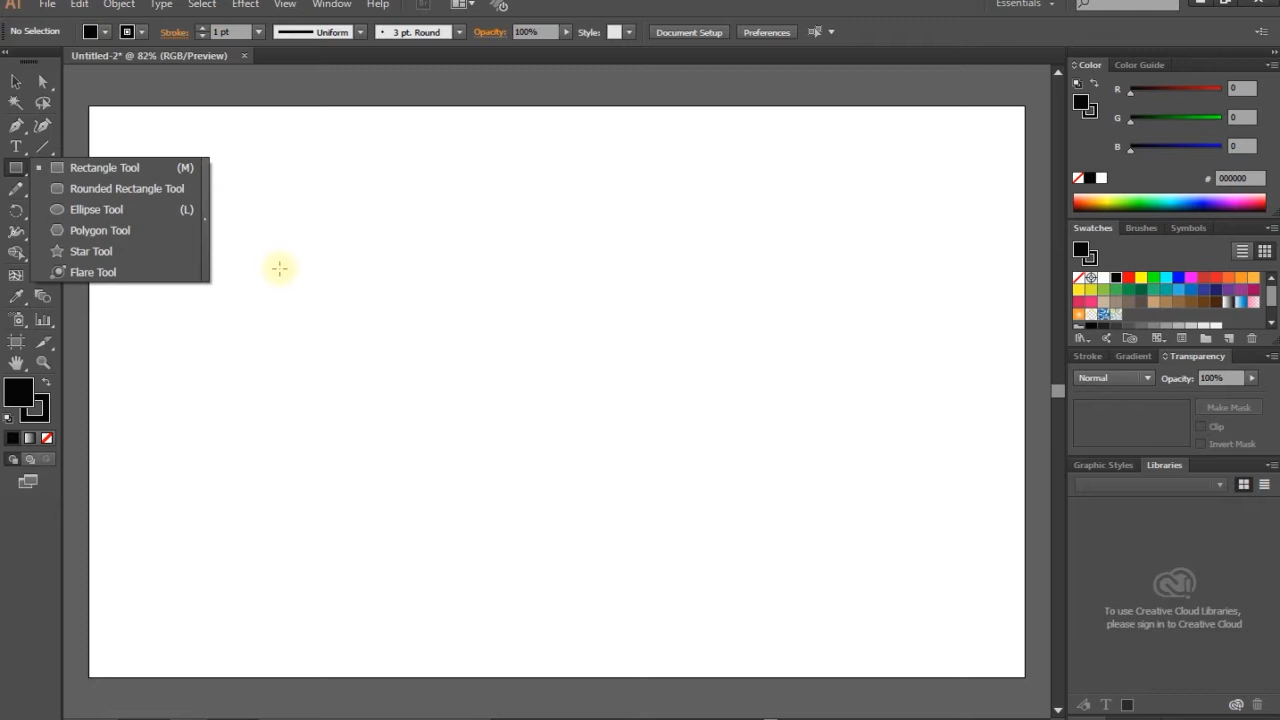 Ai File Edit Object Type Select Effect View Window Help Br Essentials
No Selection Stroke: 1 pt Uniform 3 pt. Round Opacity: 100% Style: Document Setup Preferences
Untitled-2* @ 82% (RGB/Preview) ×
Color Color Guide
R 0
G 0
B 0
# 000000
Rectangle Tool (M)
Rounded Rectangle Tool
Ellipse Tool (L)
Polygon Tool
Star Tool
Flare Tool
Swatches Brushes Symbols
Stroke Gradient Transparency
Normal Opacity: 100%
Make Mask
Clip
Invert Mask
Graphic Styles Libraries
To use Creative Cloud Libraries,
please sign in to Creative Cloud